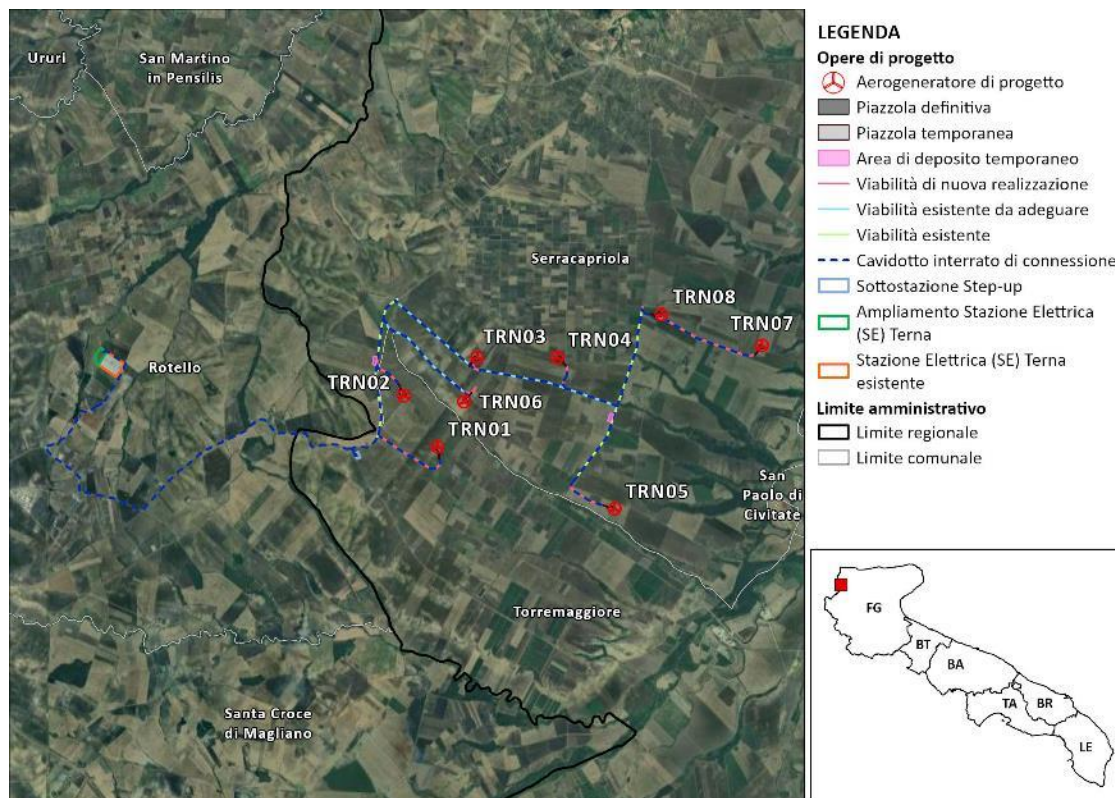 Ururi
San Martino
in Pensilis
Serracapriola
TRN08
TRN07
TRN03
TRN04
Rotello
TRN02
TRN06
TRN01
San
Paolo di
Civitate
TRN05
Torremaggiore
Santa Croce
di Magliano
LEGENDA
Opere di progetto
Aerogeneratore di progetto
Piazzola definitiva
Piazzola temporanea
Area di deposito temporaneo
Viabilità di nuova realizzazione
Viabilità esistente da adeguare
Viabilità esistente
Cavidotto interrato di connessione
Sottostazione Step-up
Ampliamento Stazione Elettrica
(SE) Terna
Stazione Elettrica (SE) Terna
esistente
Limite amministrativo
Limite regionale
Limite comunale
FG
BT
BA
TA
BR
LE